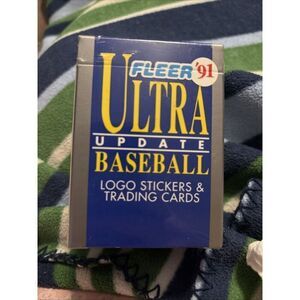 FLEER '91
ULTRA
UPDATE
BASEBALL
LOGO STICKERS &
TRADING CARDS